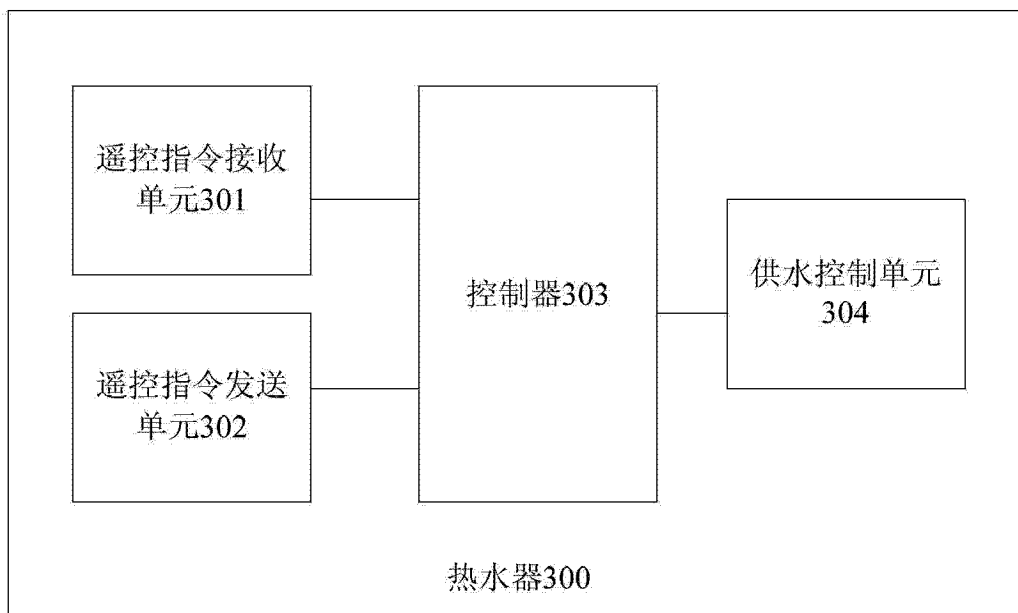 遥控指令接收
单元301
遥控指令发送
单元302
控制器303
供水控制单元
304
热水器300